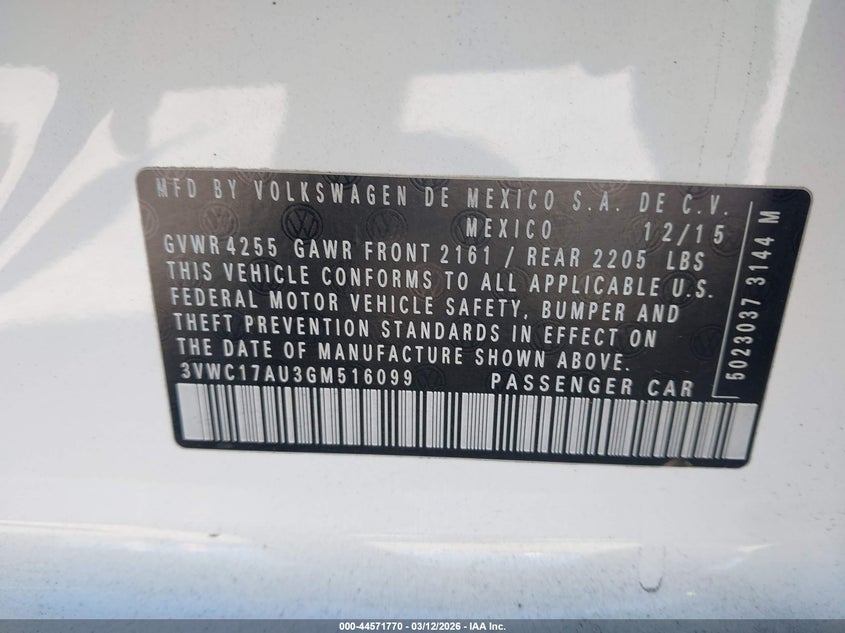 MFD BY VOLKSWAGEN DE MEXICO S.A. DE C.V.
MEXICO 12/15
GVWR 4255 GAWR FRONT 2161 / REAR 2205 LBS
THIS VEHICLE CONFORMS TO ALL APPLICABLE U.S.
FEDERAL MOTOR VEHICLE SAFETY, BUMPER AND
THEFT PREVENTION STANDARDS IN EFFECT ON
THE DATE OF MANUFACTURE SHOWN ABOVE.
3VWC17AU3GM516099 PASSENGER CAR
5023037 3144 M
000-44571770 - 03/12/2026 - IAA Inc.